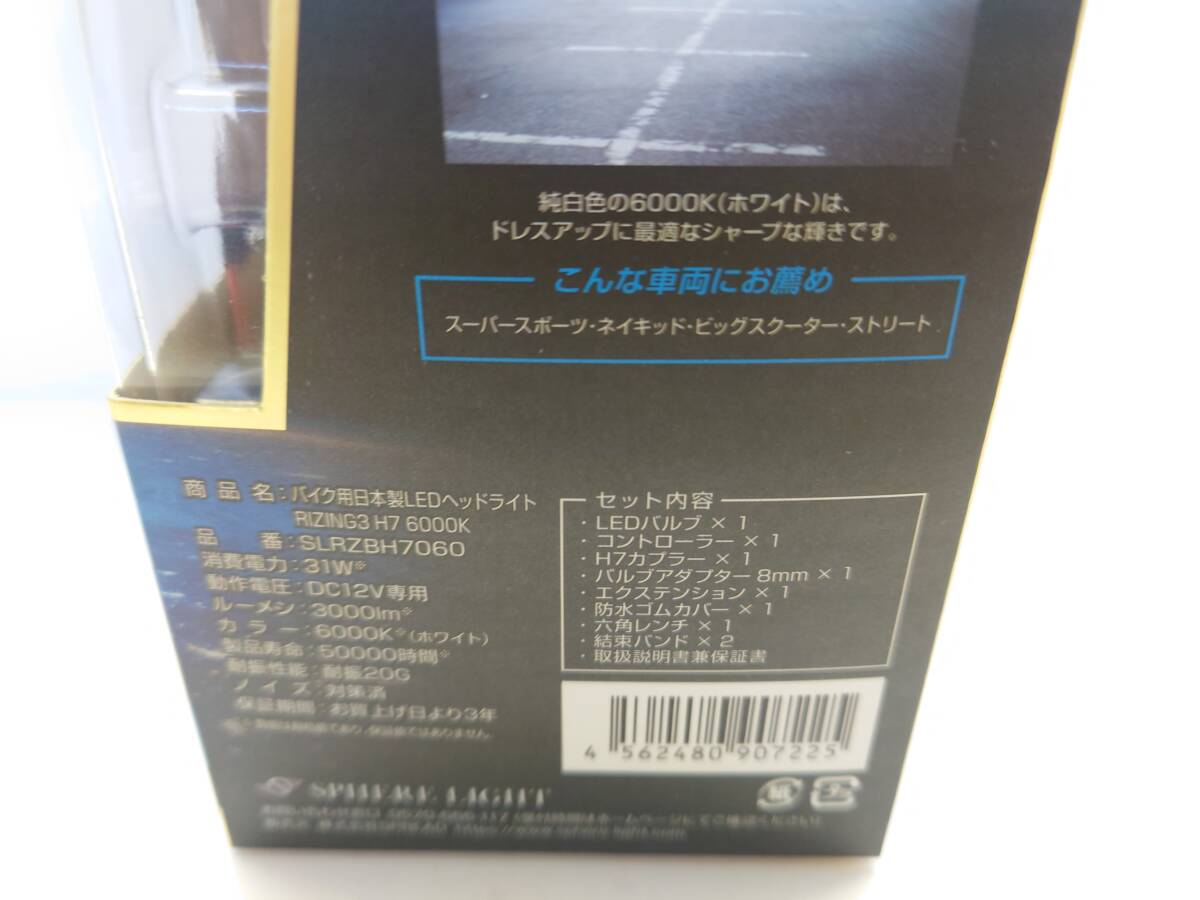 純白色の6000K(ホワイト)は、
ドレスアップに最適なシャープな輝きです。
こんな車両にお薦め
スーパースポーツ・ネイキッド・ビッグスクーター・ストリート
商品名：バイク用日本製LEDヘッドライト
RIZING3 H7 6000K
品番：SLRZBH7060
消費電力：31W※
動作電圧：DC12V専用
ルーメン：3000lm※
カラー：6000K※(ホワイト)
製品寿命：50000時間※
耐振性能：耐振20G
ノイズ：対策済
保証期間：お買上げ日より3年
セット内容
・LEDバルブ × 1
・コントローラー × 1
・H7カプラー × 1
・バルブアダプター 8mm × 1
・エクステンション × 1
・防水ゴムカバー × 1
・六角レンチ × 1
・結束バンド × 2
・取扱説明書兼保証書
4 562480 907225
SPHERE LIGHT